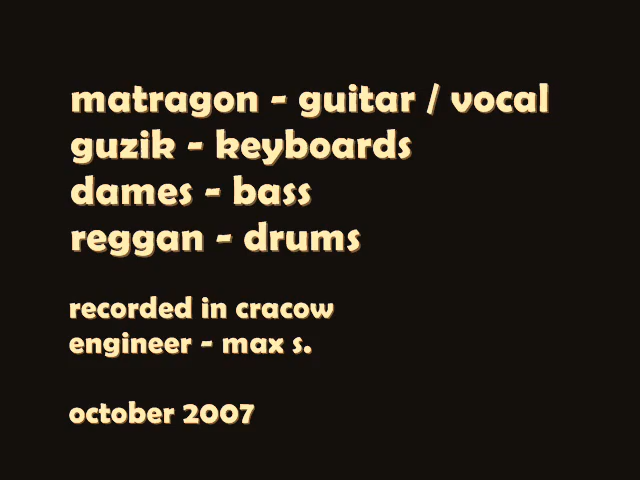 matragon - guitar / vocal
guzik - keyboards
dames - bass
reggan - drums
recorded in cracow
engineer - max s.
october 2007